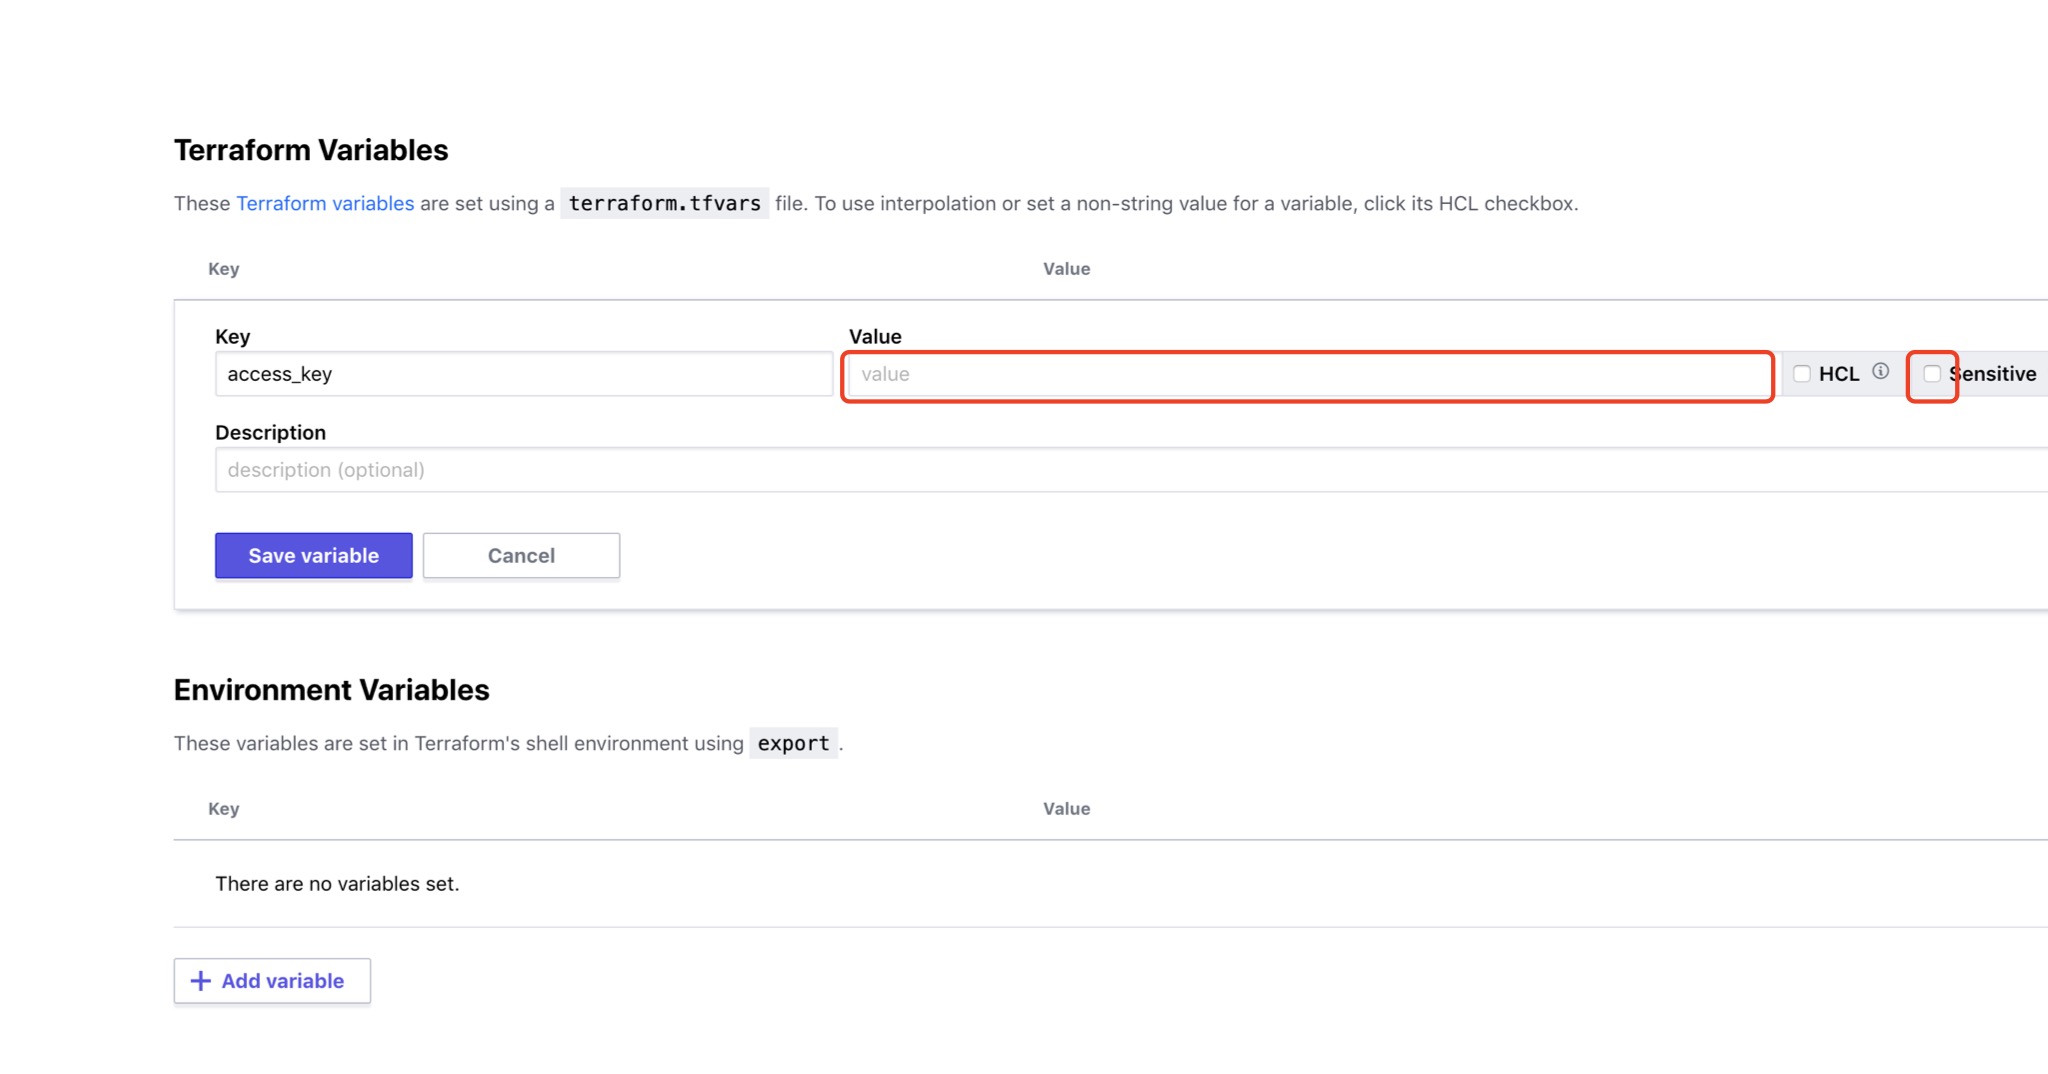 Terraform Variables
These Terraform variables are set using a terraform.tfvars file. To use interpolation or set a non-string value for a variable, click its HCL checkbox.
Key Value
Key Value
access_key value HCL Sensitive
Description
description (optional)
Save variable Cancel
Environment Variables
These variables are set in Terraform's shell environment using export.
Key Value
There are no variables set.
+ Add variable